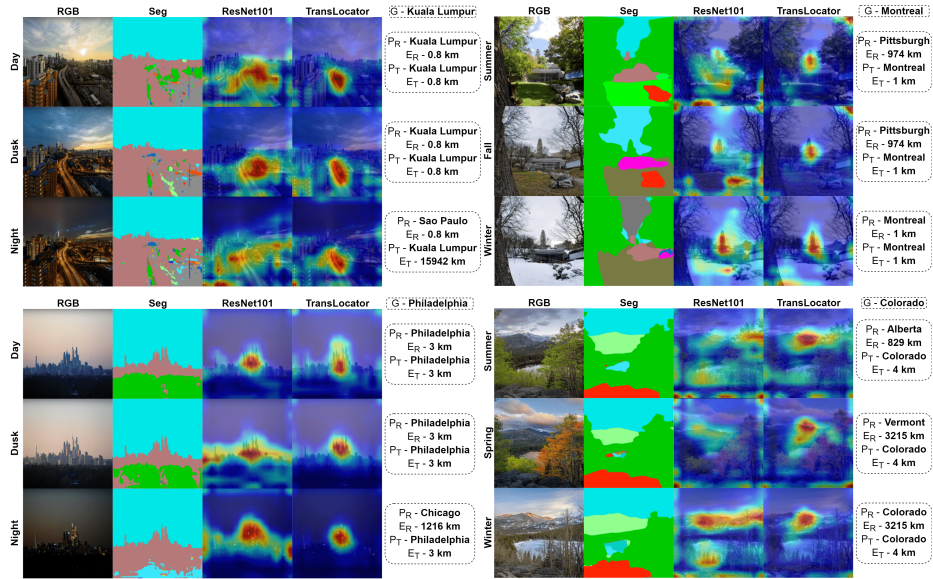 RGB Seg ResNet101 TransLocator G - Kuala Lumpur
Day
P_R - Kuala Lumpur
E_R - 0.8 km
P_T - Kuala Lumpur
E_T - 0.8 km
Dusk
P_R - Kuala Lumpur
E_R - 0.8 km
P_T - Kuala Lumpur
E_T - 0.8 km
Night
P_R - Sao Paulo
E_R - 0.8 km
P_T - Kuala Lumpur
E_T - 15942 km
RGB Seg ResNet101 TransLocator G - Montreal
Summer
P_R - Pittsburgh
E_R - 974 km
P_T - Montreal
E_T - 1 km
Fall
P_R - Pittsburgh
E_R - 974 km
P_T - Montreal
E_T - 1 km
Winter
P_R - Montreal
E_R - 1 km
P_T - Montreal
E_T - 1 km
RGB Seg ResNet101 TransLocator G - Philadelphia
Day
P_R - Philadelphia
E_R - 3 km
P_T - Philadelphia
E_T - 3 km
Dusk
P_R - Philadelphia
E_R - 3 km
P_T - Philadelphia
E_T - 3 km
Night
P_R - Chicago
E_R - 1216 km
P_T - Philadelphia
E_T - 3 km
RGB Seg ResNet101 TransLocator G - Colorado
Summer
P_R - Alberta
E_R - 829 km
P_T - Colorado
E_T - 4 km
Spring
P_R - Vermont
E_R - 3215 km
P_T - Colorado
E_T - 4 km
Winter
P_R - Colorado
E_R - 3215 km
P_T - Colorado
E_T - 4 km